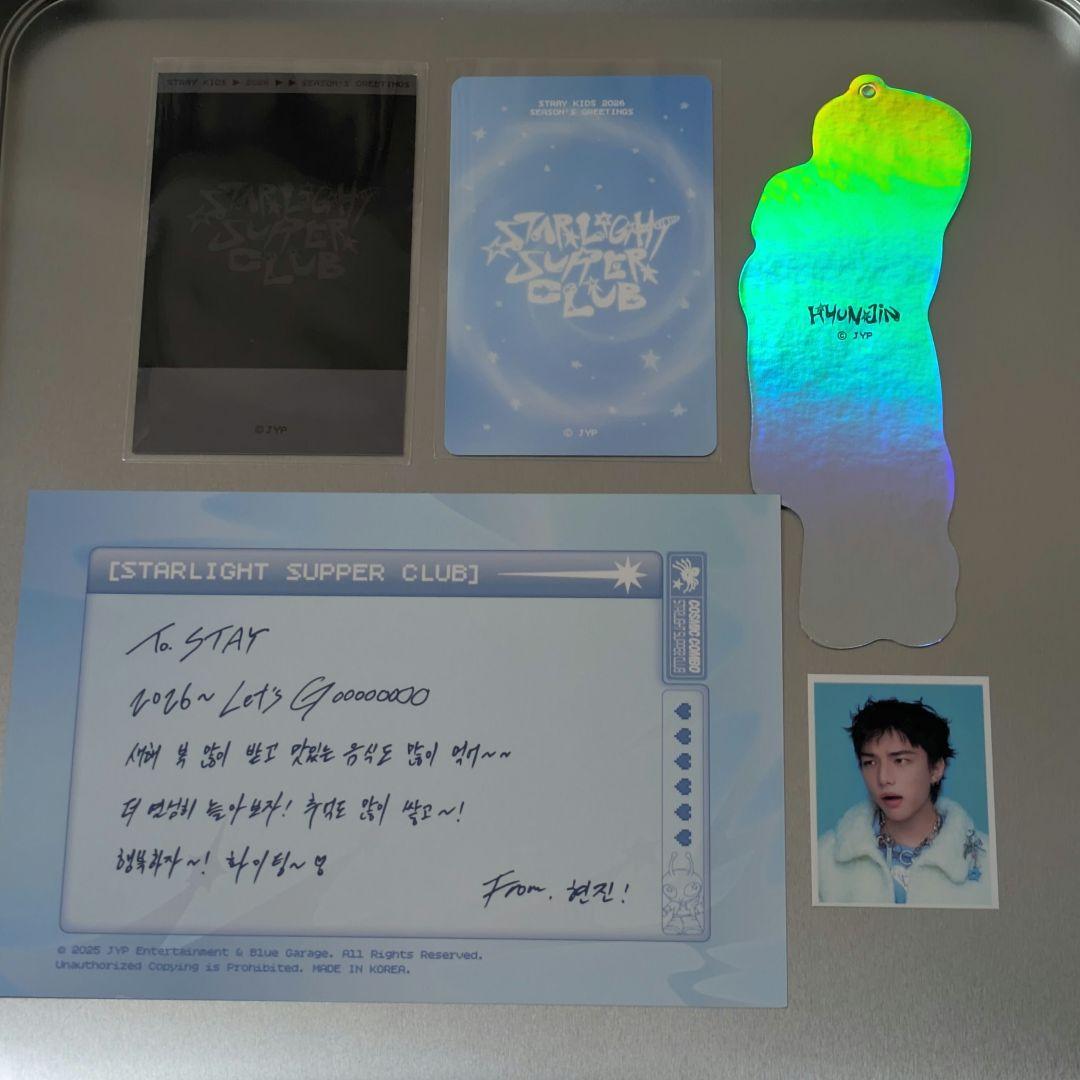 STRAY KIDS ▶ 2026 ▶ ▶ SEASON'S GREETINGS
STARLIGHT
SUPPER
CLUB
© JYP
STRAY KIDS 2026
SEASON'S GREETINGS
STARLIGHT
SUPPER
CLUB
© JYP
HYUNJIN
© JYP
[STARLIGHT SUPPER CLUB]
COSMIC COMBO
STARLIGHT SUPPER CLUB
To. STAY
2026~ Let's Goooooooo
새해 복 많이 받고 맛있는 음식도 많이 먹어~~
더 열심히 놀아보자! 추억도 많이 쌓고~!
행복하자~! 화이팅~♡
From. 현진!
© 2025 JYP Entertainment & Blue Garage. All Rights Reserved.
Unauthorized Copying is Prohibited. MADE IN KOREA.